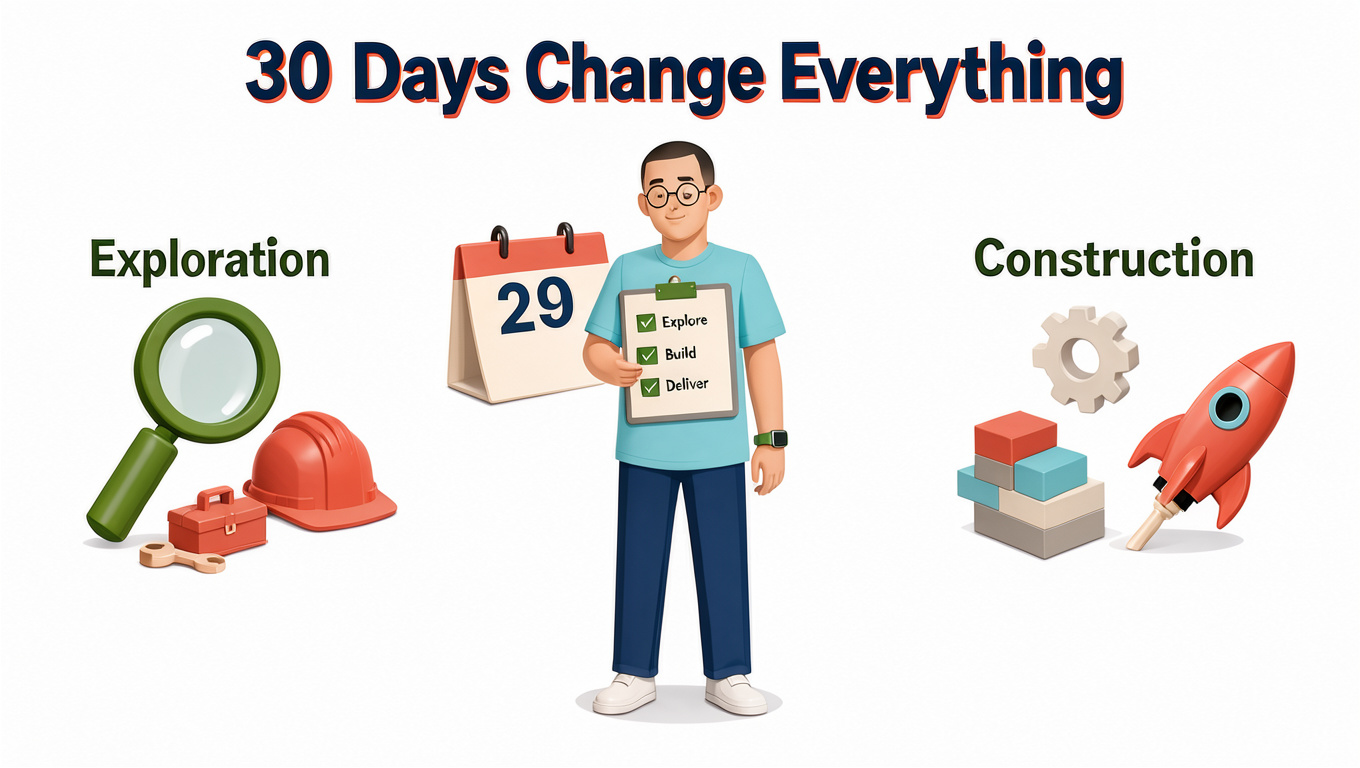 30 Days Change Everything
Exploration
29
Explore
Build
Deliver
Construction